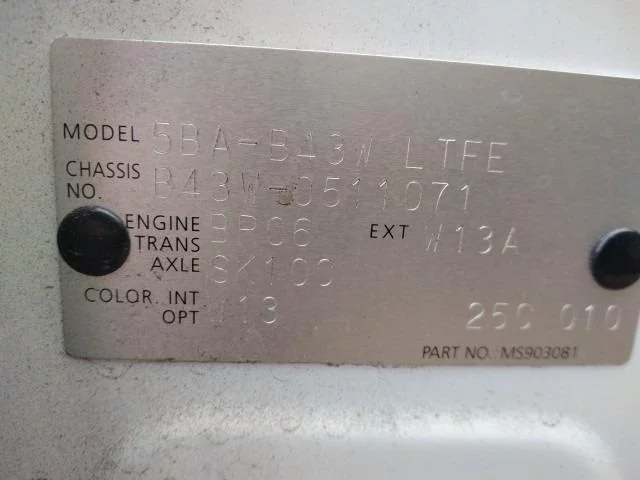 MODEL 5BA-B43W LTFE
CHASSIS NO. B43W-0511071
ENGINE BR06 EXT W13A
TRANS AXLE SK100
COLOR. INT W13
OPT 25C 010
PART NO. MS903081